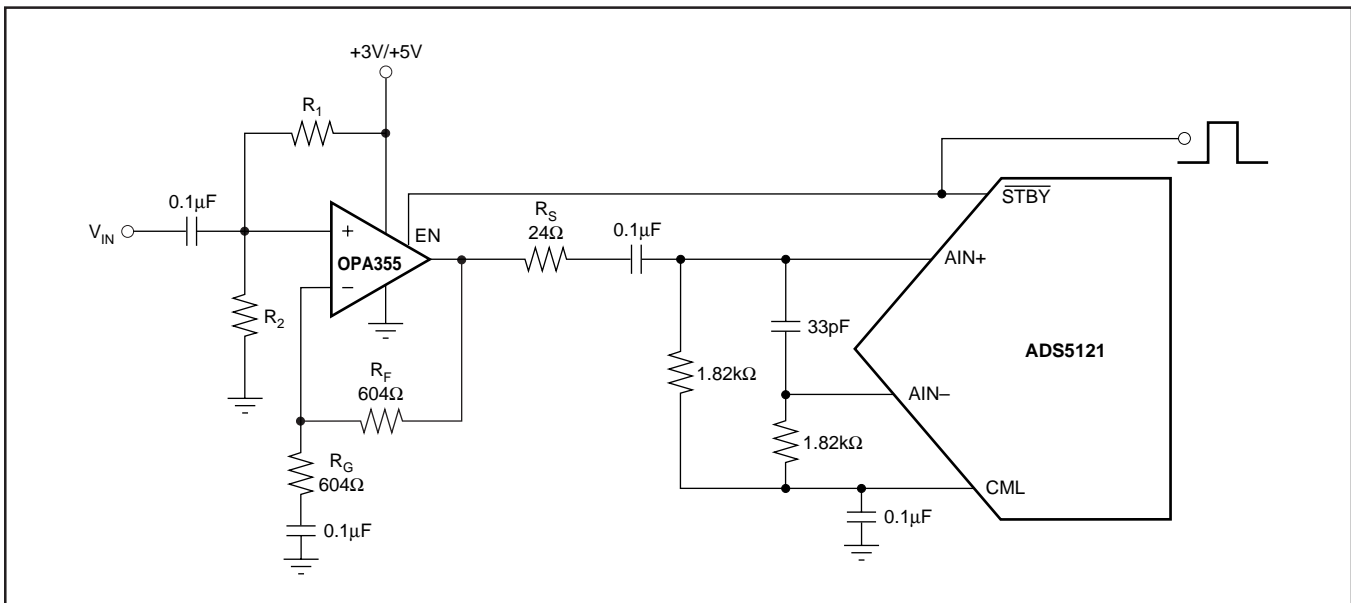 +3V/+5V
R1
0.1µF
VIN
+
EN
OPA355
–
R2
RS
24Ω
0.1µF
STBY
AIN+
33pF
ADS5121
1.82kΩ
AIN–
RF
604Ω
1.82kΩ
RG
604Ω
CML
0.1µF
0.1µF